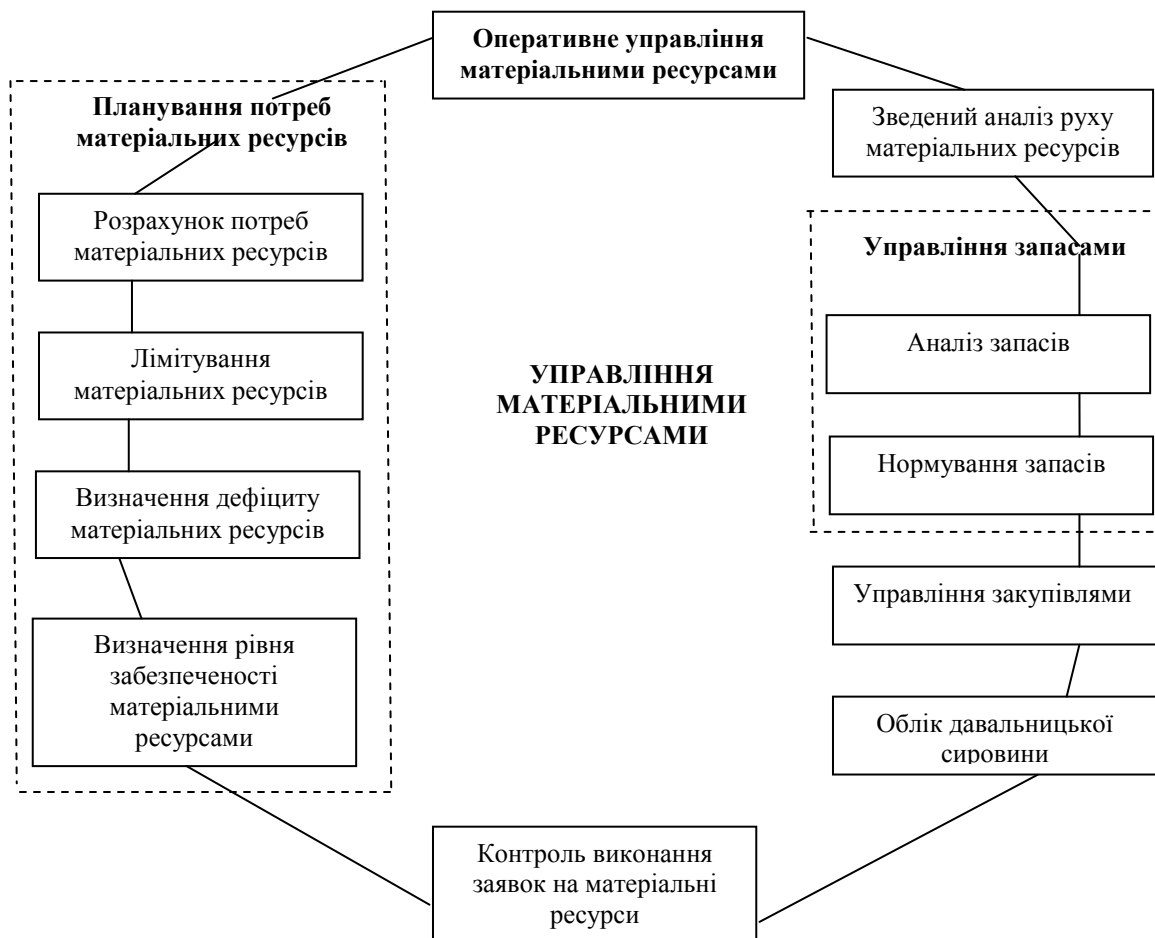 Оперативне управління
матеріальними ресурсами
Планування потреб
матеріальних ресурсів
Розрахунок потреб
матеріальних ресурсів
Лімітування
матеріальних ресурсів
Визначення дефіциту
матеріальних ресурсів
Визначення рівня
забезпеченості
матеріальними
ресурсами
УПРАВЛІННЯ
МАТЕРІАЛЬНИМИ
РЕСУРСАМИ
Зведений аналіз руху
матеріальних ресурсів
Управління запасами
Аналіз запасів
Нормування запасів
Управління закупівлями
Облік давальницької
сировини
Контроль виконання
заявок на матеріальні
ресурси